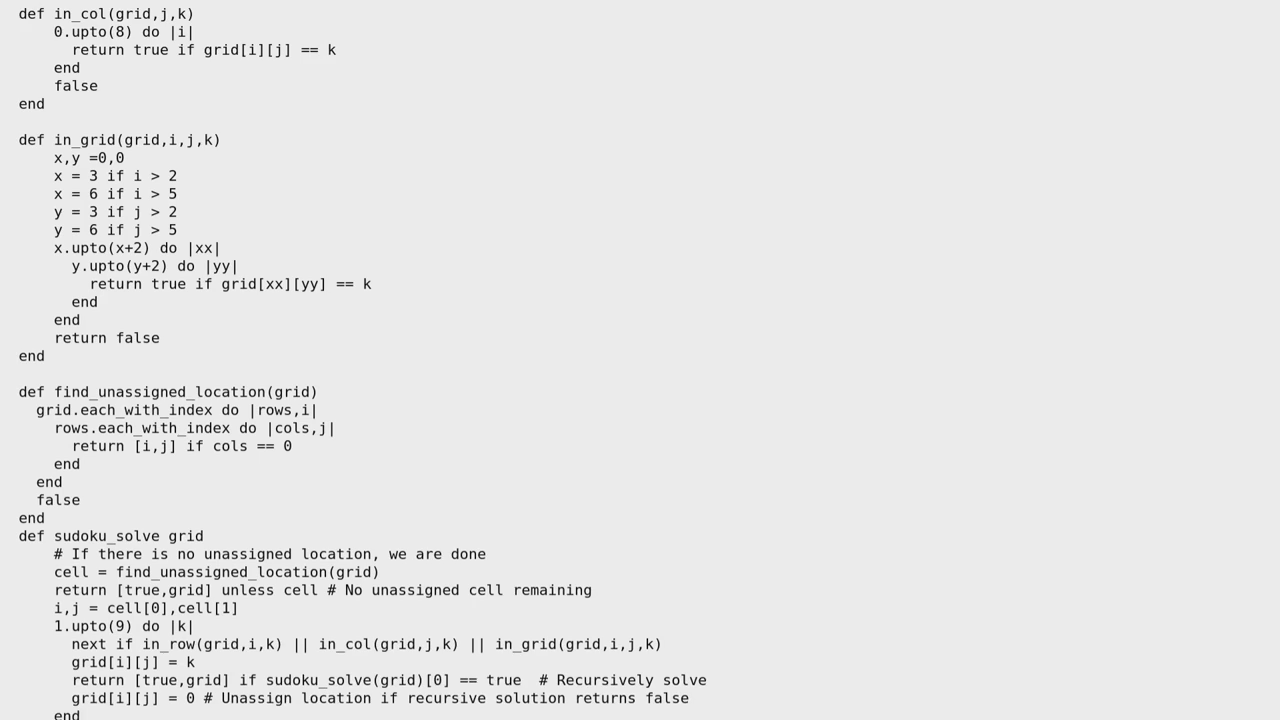 def in_col(grid,j,k)
    0.upto(8) do |i|
      return true if grid[i][j] == k
    end
    false
end

def in_grid(grid,i,j,k)
    x,y =0,0
    x = 3 if i > 2
    x = 6 if i > 5
    y = 3 if j > 2
    y = 6 if j > 5
    x.upto(x+2) do |xx|
      y.upto(y+2) do |yy|
        return true if grid[xx][yy] == k
      end
    end
    return false
end

def find_unassigned_location(grid)
  grid.each_with_index do |rows,i|
    rows.each_with_index do |cols,j|
      return [i,j] if cols == 0
    end
  end
  false
end
def sudoku_solve grid
    # If there is no unassigned location, we are done
    cell = find_unassigned_location(grid)
    return [true,grid] unless cell # No unassigned cell remaining
    i,j = cell[0],cell[1]
    1.upto(9) do |k|
      next if in_row(grid,i,k) || in_col(grid,j,k) || in_grid(grid,i,j,k)
      grid[i][j] = k
      return [true,grid] if sudoku_solve(grid)[0] == true  # Recursively solve
      grid[i][j] = 0 # Unassign location if recursive solution returns false
    end